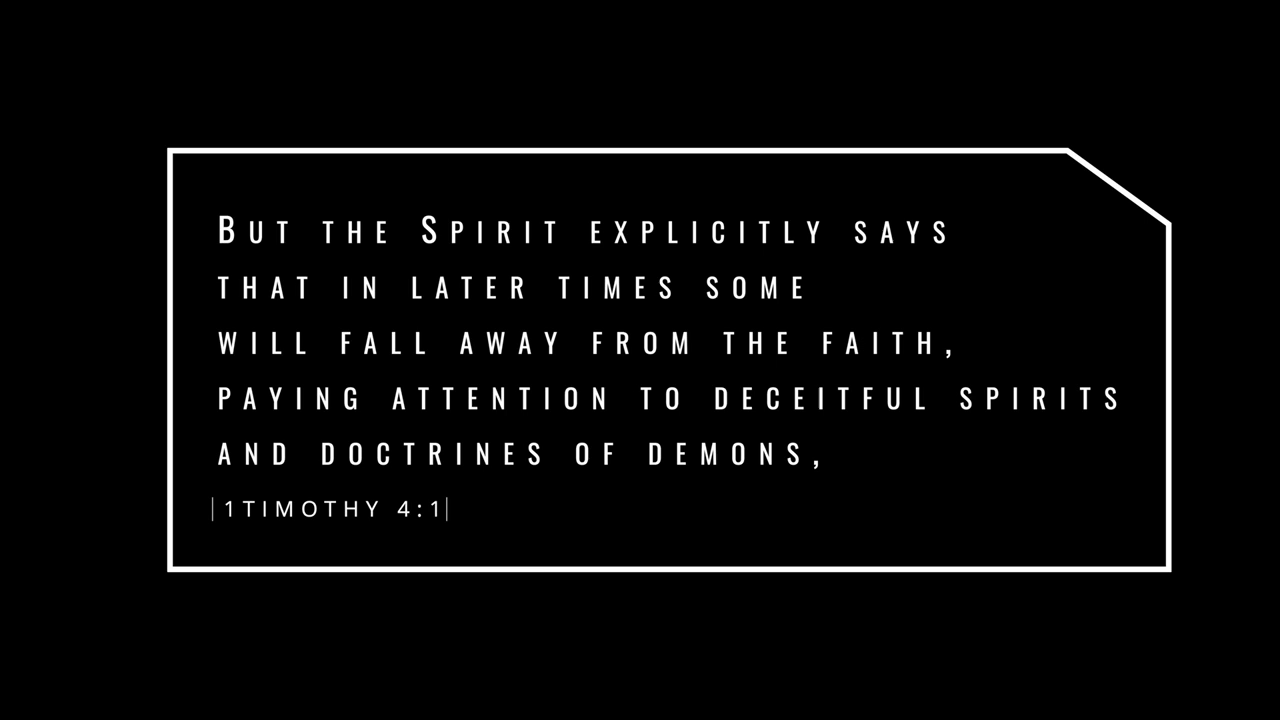 But the Spirit explicitly says
that in later times some
will fall away from the faith,
paying attention to deceitful spirits
and doctrines of demons,
|1TIMOTHY 4:1|